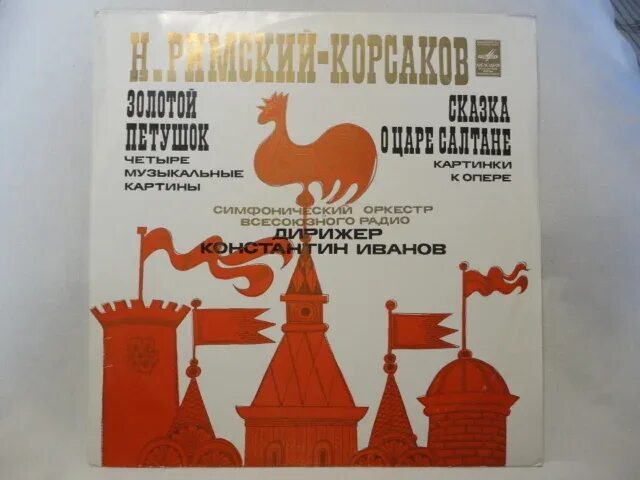 Н. РИМСКИЙ-КОРСАКОВ
ЗОЛОТОЙ
ПЕТУШОК
ЧЕТЫРЕ
МУЗЫКАЛЬНЫЕ
КАРТИНЫ
СКАЗКА
О ЦАРЕ САЛТАНЕ
КАРТИНКИ
К ОПЕРЕ
СИМФОНИЧЕСКИЙ ОРКЕСТР
ВСЕСОЮЗНОГО РАДИО
ДИРИЖЕР
КОНСТАНТИН ИВАНОВ